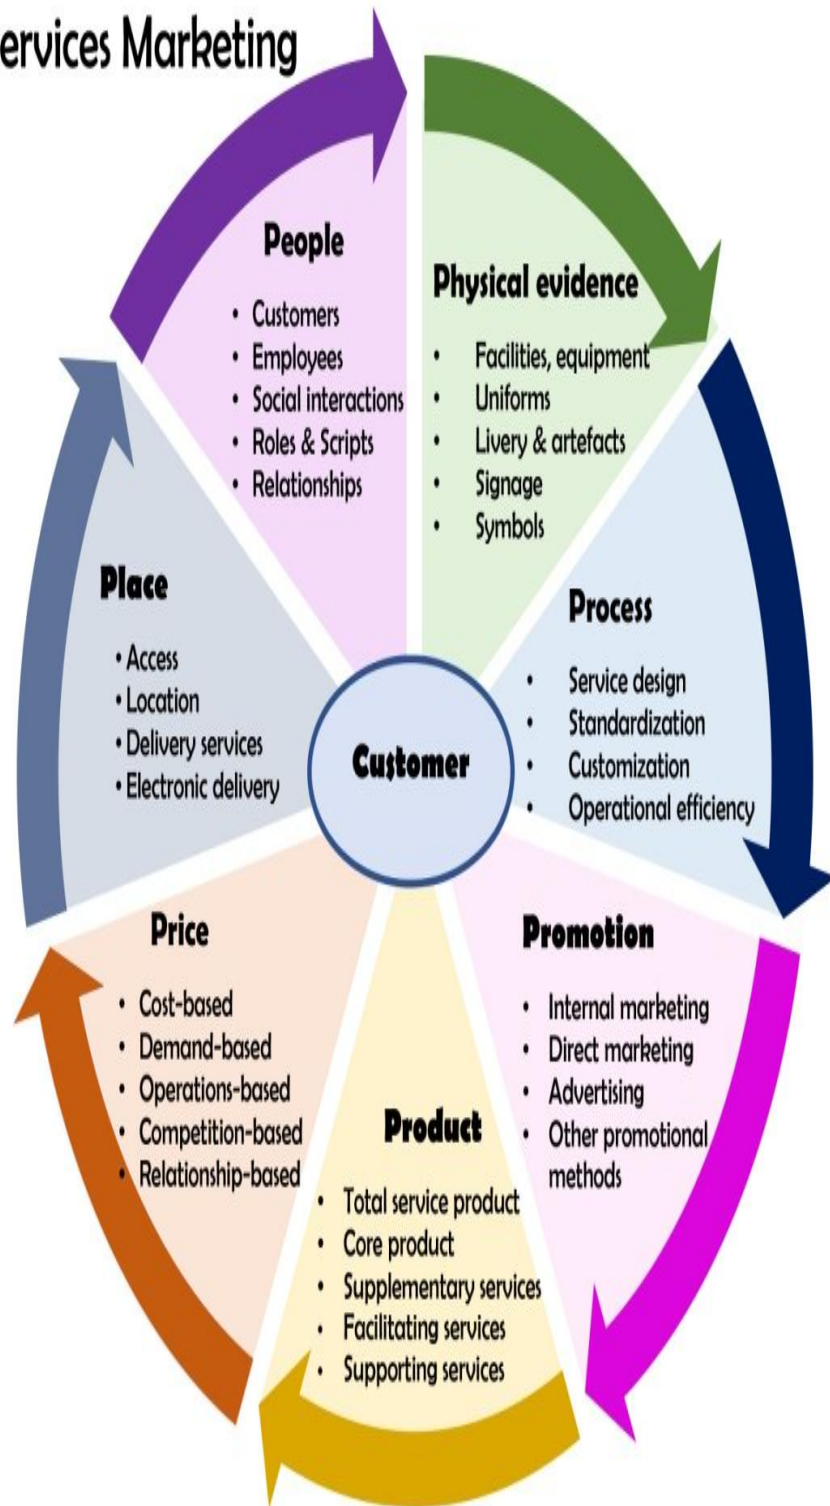 ervices Marketing
People
• Customers
• Employees
• Social interactions
• Roles & Scripts
• Relationships
Physical evidence
• Facilities, equipment
• Uniforms
• Livery & artefacts
• Signage
• Symbols
Process
• Service design
• Standardization
• Customization
• Operational efficiency
Promotion
• Internal marketing
• Direct marketing
• Advertising
• Other promotional
methods
Product
• Total service product
• Core product
• Supplementary services
• Facilitating services
• Supporting services
Price
• Cost-based
• Demand-based
• Operations-based
• Competition-based
• Relationship-based
Place
• Access
• Location
• Delivery services
• Electronic delivery
Customer